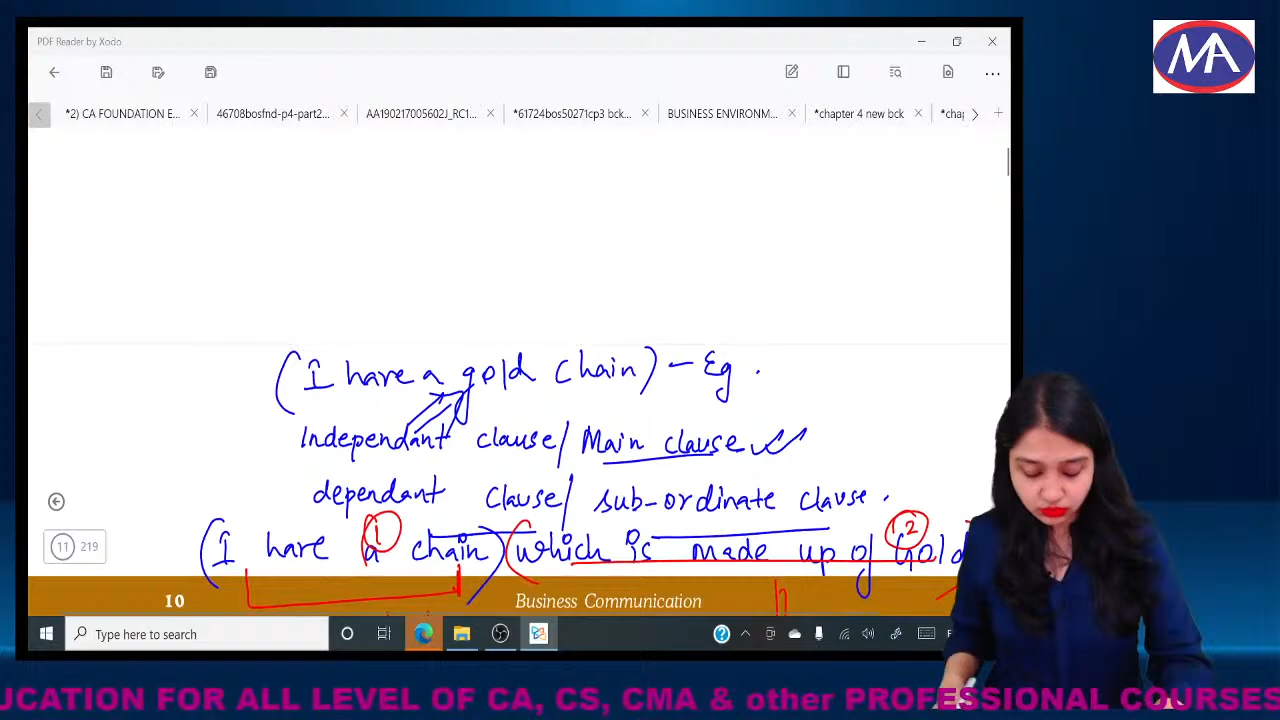 PDF Reader by Xodo
MA
*2) CA FOUNDATION E... 46708bosfnd-p4-part2... AA190217005602J_RC1... *61724bos50271cp3 bck... BUSINESS ENVIRONM... *chapter 4 new bck *chap
(I have a gold chain) - Eg.
Independant clause/ Main clause
dependant clause/ sub-ordinate clause.
1 1,2
(I have a chain) (which is made up of Gold
11 219
10 Business Communication
Type here to search
UCATION FOR ALL LEVEL OF CA, CS, CMA & other PROFESSIONAL COURSES